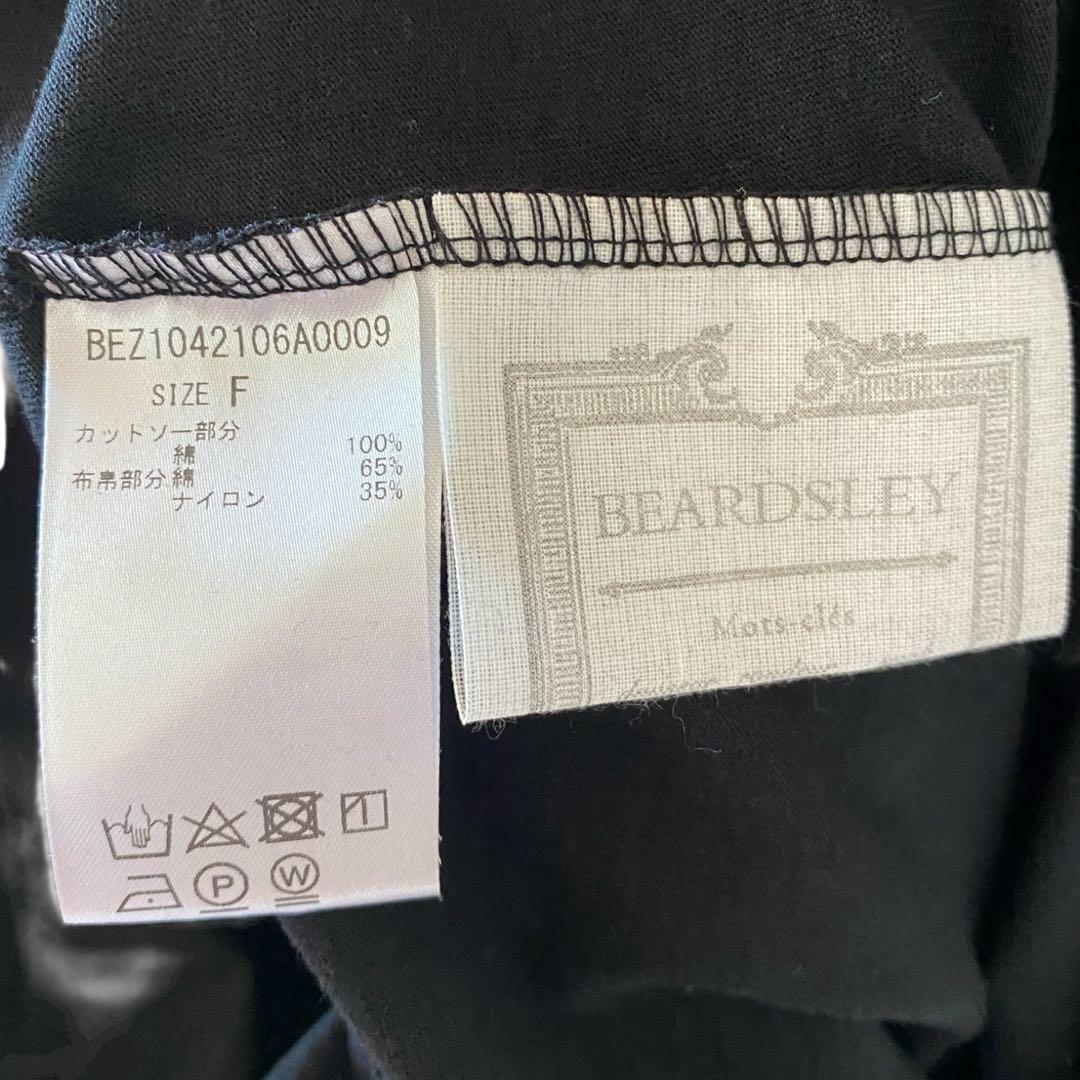 BEZ1042106A0009
SIZE F
カットソー部分
綿 100%
布帛部分 綿 65%
ナイロン 35%
P
W
BEARDSLEY
Mots-clés